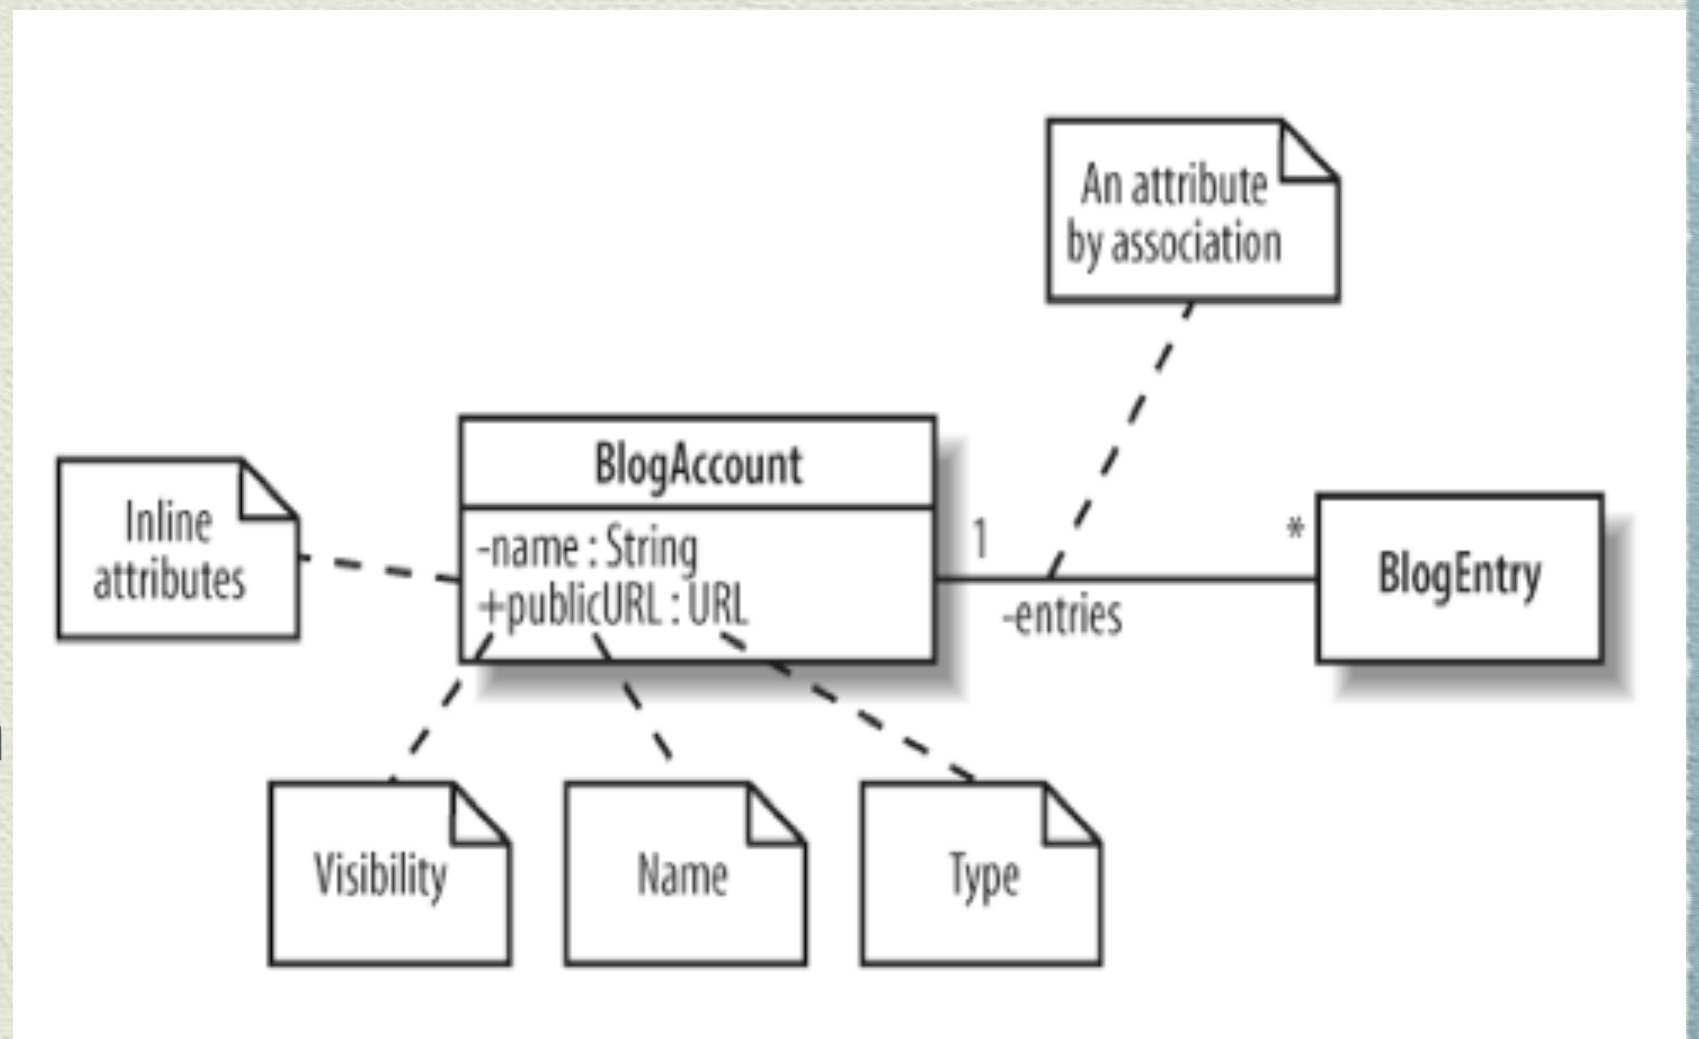 An attribute
by association
BlogAccount
Inline
attributes
-name : String
+publicURL : URL
1
*
-entries
BlogEntry
Visibility
Name
Type